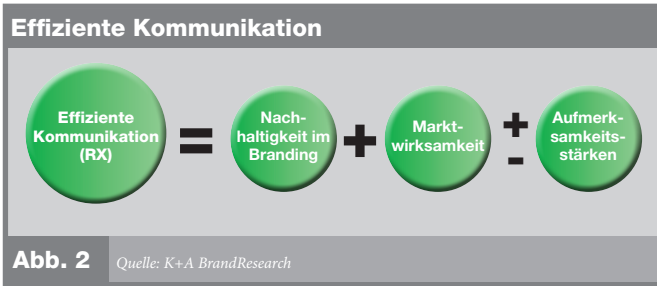 Effiziente Kommunikation
Effiziente
Kommunikation
(RX)
=
Nach-
haltigkeit im
Branding
+
Markt-
wirksamkeit
+
-
Aufmerk-
samkeits-
stärken
Abb. 2
Quelle: K+A BrandResearch